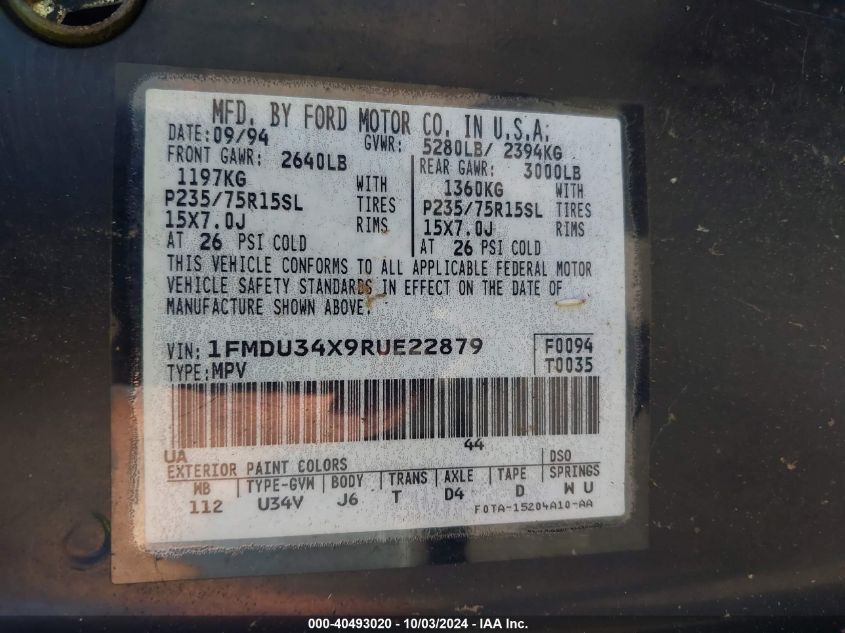 MFD. BY FORD MOTOR CO. IN U.S.A.
DATE: 09/94 GVWR: 5280LB/ 2394KG
FRONT GAWR: 2640LB REAR GAWR: 3000LB
1197KG WITH 1360KG WITH
P235/75R15SL TIRES P235/75R15SL TIRES
15X7.0J RIMS 15X7.0J RIMS
AT 26 PSI COLD AT 26 PSI COLD
THIS VEHICLE CONFORMS TO ALL APPLICABLE FEDERAL MOTOR
VEHICLE SAFETY STANDARDS IN EFFECT ON THE DATE OF
MANUFACTURE SHOWN ABOVE.
VIN: 1FMDU34X9RUE22879 F0094
TYPE: MPV T0035
44
UA DSO
EXTERIOR PAINT COLORS
WB TYPE-GVW BODY TRANS AXLE TAPE SPRINGS
112 U34V J6 T D4 D W U
F0TA-15204A10-AA
000-40493020 - 10/03/2024 - IAA Inc.